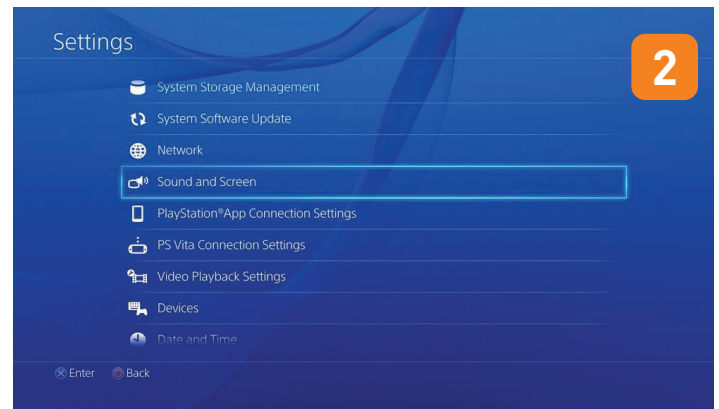 Settings
2
System Storage Management
System Software Update
Network
Sound and Screen
PlayStation®App Connection Settings
PS Vita Connection Settings
Video Playback Settings
Devices
Date and Time
Enter Back